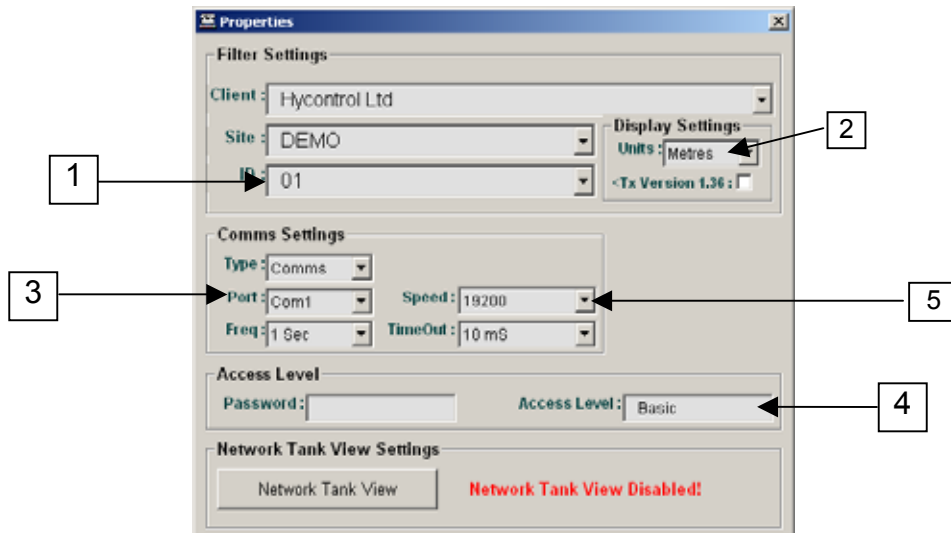 Properties
Filter Settings
Client : Hycontrol Ltd
Site : DEMO
Display Settings
Units : Metres
2
1
ID : 01
<Tx Version 1.36 :
Comms Settings
Type : Comms
3
Port : Com1
Speed : 19200
5
Freq : 1 Sec
TimeOut : 10 mS
Access Level
Password :
Access Level : Basic
4
Network Tank View Settings
Network Tank View
Network Tank View Disabled!